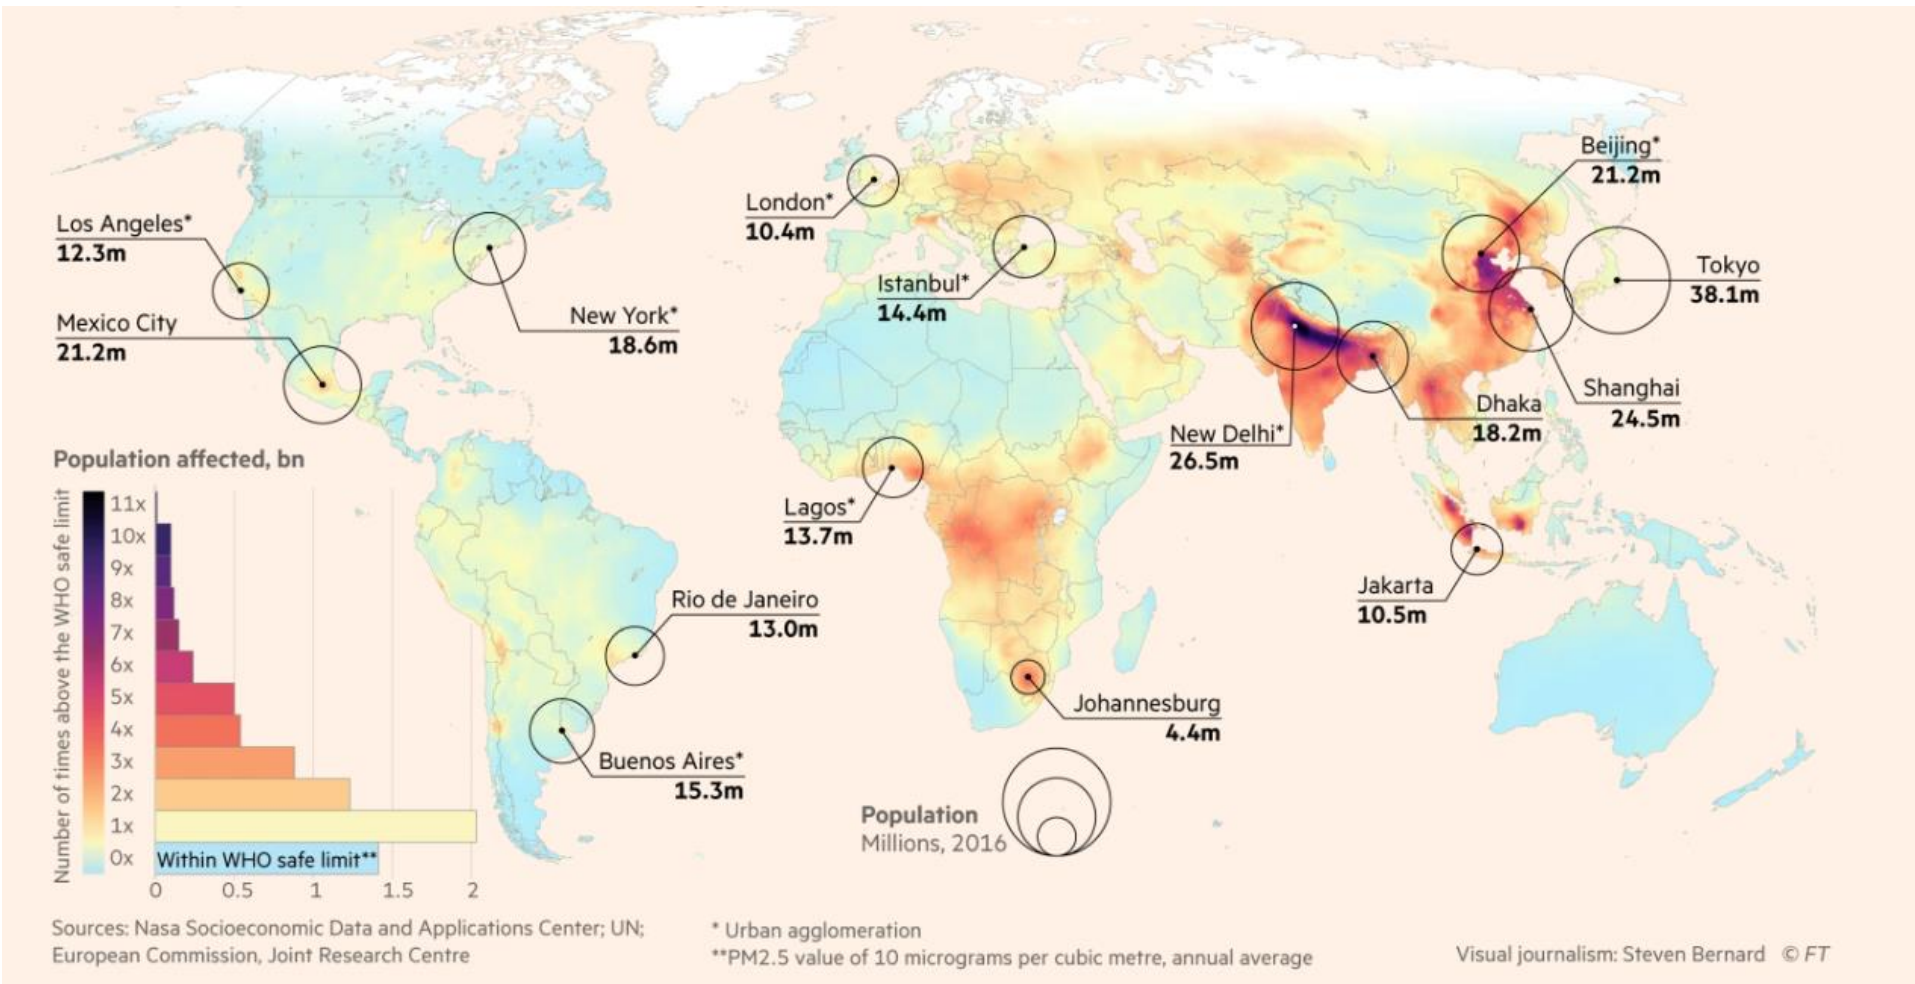 Los Angeles*
12.3m
Mexico City
21.2m
New York*
18.6m
London*
10.4m
Istanbul*
14.4m
Beijing*
21.2m
Tokyo
38.1m
Shanghai
24.5m
Dhaka
18.2m
New Delhi*
26.5m
Lagos*
13.7m
Jakarta
10.5m
Rio de Janeiro
13.0m
Johannesburg
4.4m
Buenos Aires*
15.3m
Population affected, bn
Number of times above the WHO safe limit
11x
10x
9x
8x
7x
6x
5x
4x
3x
2x
1x
0x
Within WHO safe limit**
0 0.5 1 1.5 2
Population
Millions, 2016
Sources: Nasa Socioeconomic Data and Applications Center; UN;
European Commission, Joint Research Centre
* Urban agglomeration
**PM2.5 value of 10 micrograms per cubic metre, annual average
Visual journalism: Steven Bernard © FT